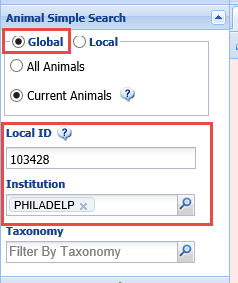 Animal Simple Search
Global Local
All Animals
Current Animals
Local ID
103428
Institution
PHILADELP
Taxonomy
Filter By Taxonomy